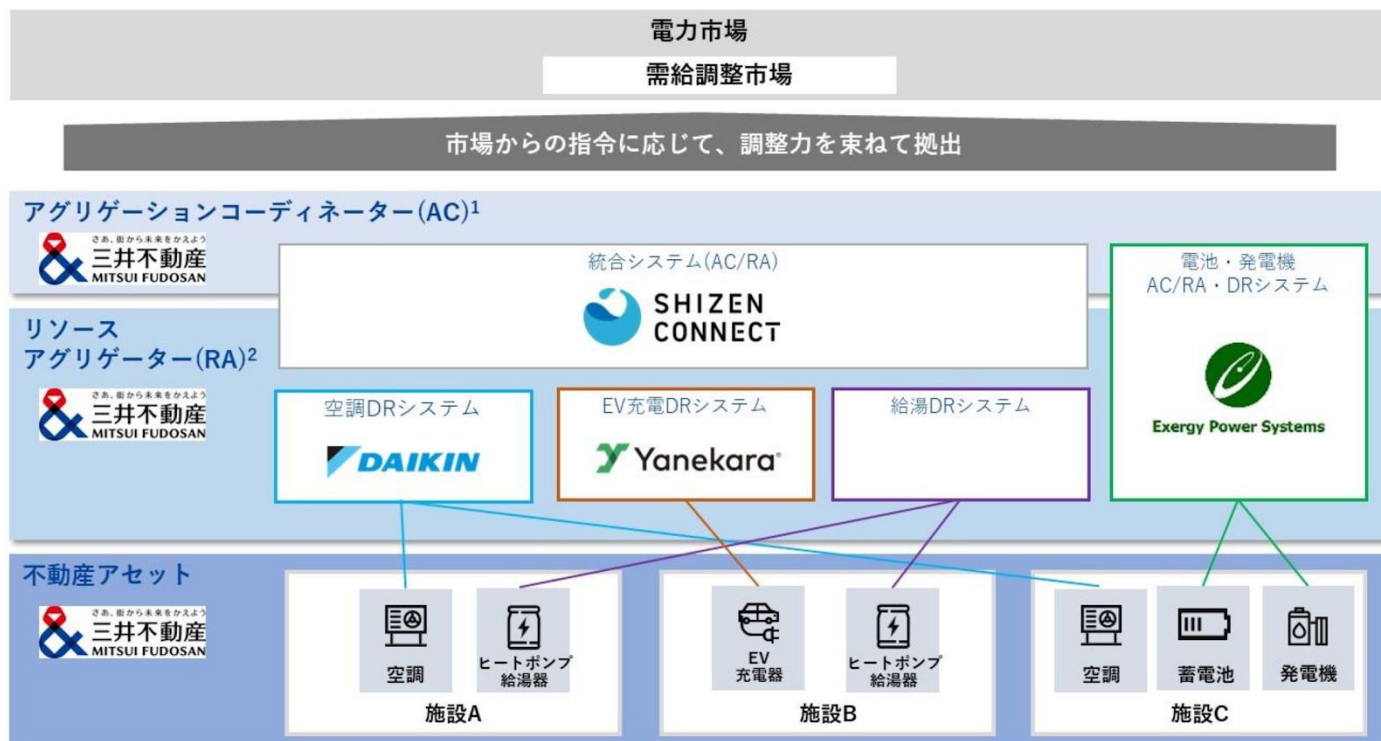 電力市場
需給調整市場
市場からの指令に応じて、調整力を束ねて拠出
アグリゲーションコーディネーター(AC)¹
さあ、街から未来をかえよう
三井不動産
MITSUI FUDOSAN
統合システム(AC/RA)
SHIZEN
CONNECT
電池・発電機
AC/RA・DRシステム
Exergy Power Systems
リソース
アグリゲーター(RA)²
さあ、街から未来をかえよう
三井不動産
MITSUI FUDOSAN
空調DRシステム
DAIKIN
EV充電DRシステム
Yanekara®
給湯DRシステム
不動産アセット
さあ、街から未来をかえよう
三井不動産
MITSUI FUDOSAN
空調
ヒートポンプ
給湯器
施設A
EV
充電器
ヒートポンプ
給湯器
施設B
空調
蓄電池
発電機
施設C